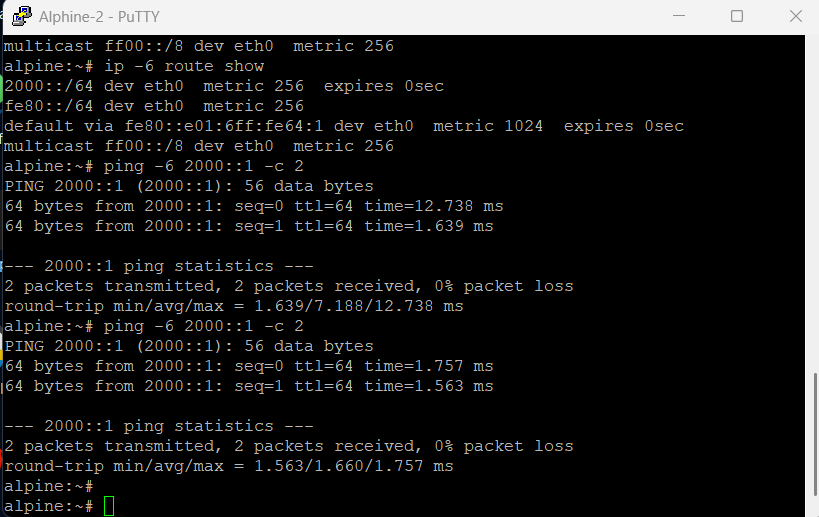 Alphine-2 - PuTTY
multicast ff00::/8 dev eth0  metric 256
alpine:~# ip -6 route show
2000::/64 dev eth0  metric 256  expires 0sec
fe80::/64 dev eth0  metric 256
default via fe80::e01:6ff:fe64:1 dev eth0  metric 1024  expires 0sec
multicast ff00::/8 dev eth0  metric 256
alpine:~# ping -6 2000::1 -c 2
PING 2000::1 (2000::1): 56 data bytes
64 bytes from 2000::1: seq=0 ttl=64 time=12.738 ms
64 bytes from 2000::1: seq=1 ttl=64 time=1.639 ms

--- 2000::1 ping statistics ---
2 packets transmitted, 2 packets received, 0% packet loss
round-trip min/avg/max = 1.639/7.188/12.738 ms
alpine:~# ping -6 2000::1 -c 2
PING 2000::1 (2000::1): 56 data bytes
64 bytes from 2000::1: seq=0 ttl=64 time=1.757 ms
64 bytes from 2000::1: seq=1 ttl=64 time=1.563 ms

--- 2000::1 ping statistics ---
2 packets transmitted, 2 packets received, 0% packet loss
round-trip min/avg/max = 1.563/1.660/1.757 ms
alpine:~#
alpine:~#